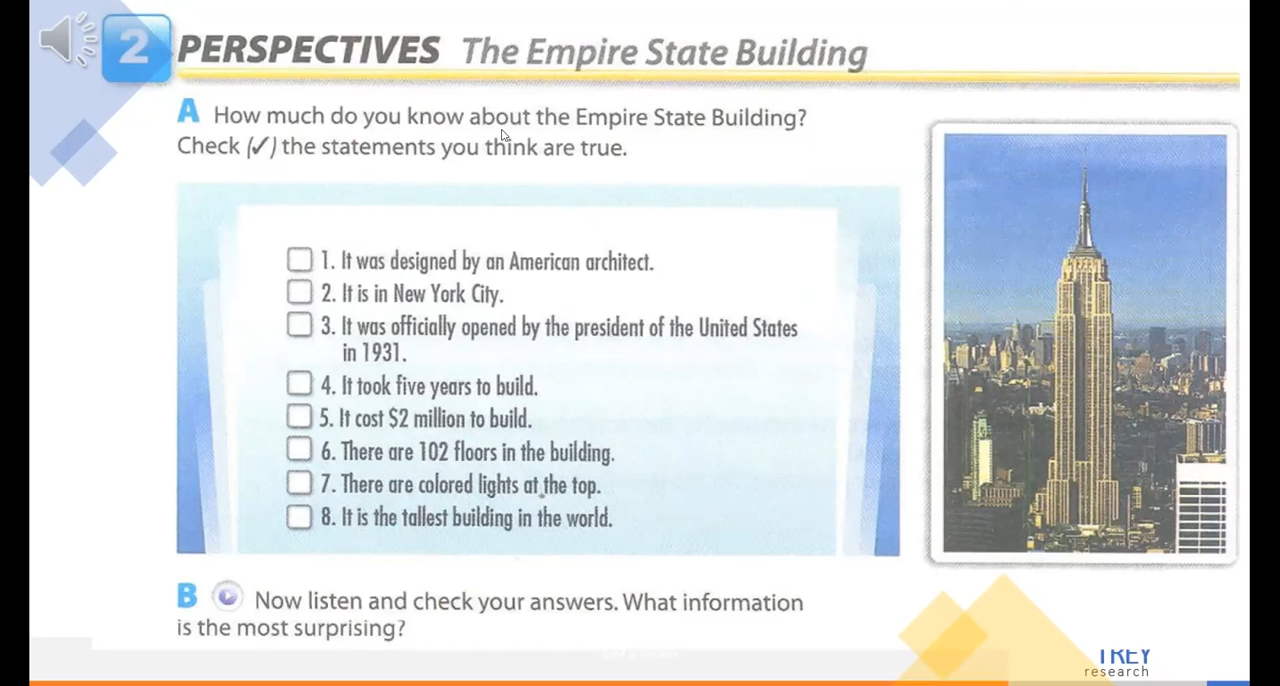 2 PERSPECTIVES The Empire State Building
A How much do you know about the Empire State Building?
Check (✓) the statements you think are true.
1. It was designed by an American architect.
2. It is in New York City.
3. It was officially opened by the president of the United States
in 1931.
4. It took five years to build.
5. It cost $2 million to build.
6. There are 102 floors in the building.
7. There are colored lights at the top.
8. It is the tallest building in the world.
B Now listen and check your answers. What information
is the most surprising?
TREY
research